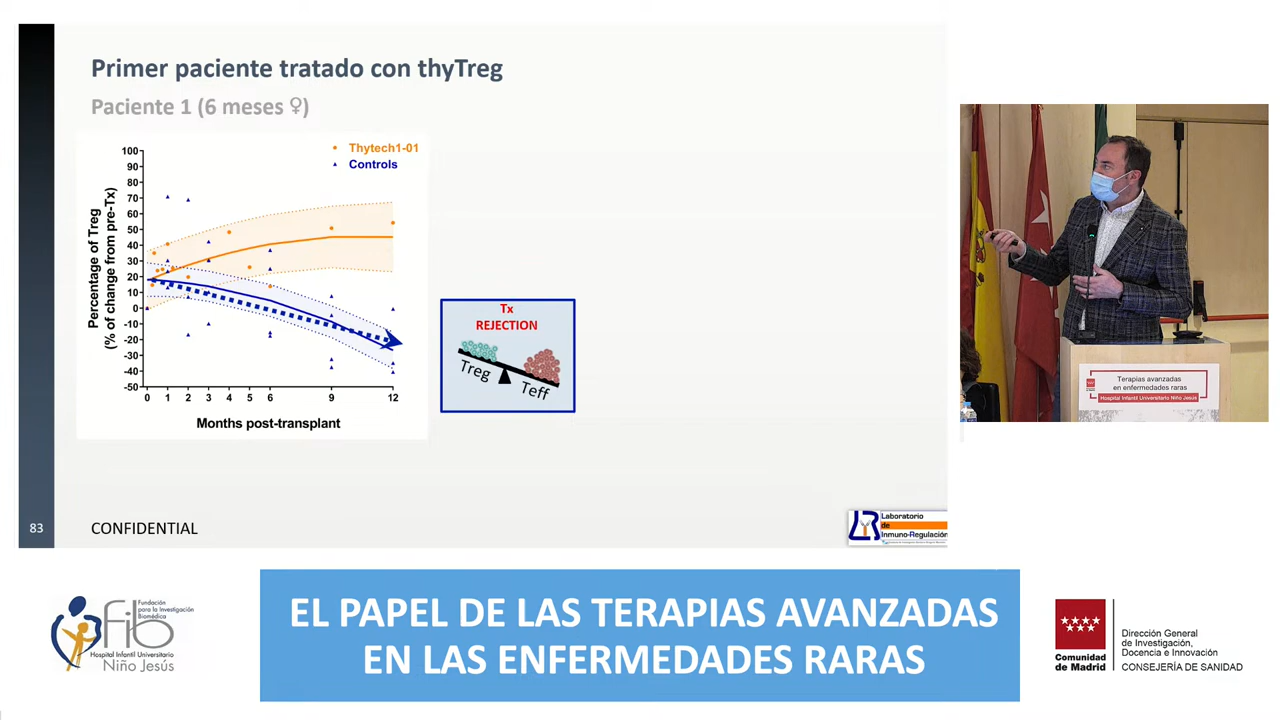 Primer paciente tratado con thyTreg
Paciente 1 (6 meses ♀)
Thytech1-01
Controls
Percentage of Treg
(% of change from pre-Tx)
100
90
80
70
60
50
40
30
20
10
0
-10
-20
-30
-40
-50
0
1
2
3
4
5
6
9
12
Months post-transplant
Tx
REJECTION
Treg
Teff
83
CONFIDENTIAL
Laboratorio
de
Inmuno-Regulación
Terapias avanzadas
en enfermedades raras
Hospital Infantil Universitario Niño Jesús
fib
Fundación
para la Investigación
Biomédica
Hospital Infantil Universitario
Niño Jesús
EL PAPEL DE LAS TERAPIAS AVANZADAS
EN LAS ENFERMEDADES RARAS
Comunidad
de Madrid
Dirección General
de Investigación,
Docencia e Innovación
CONSEJERÍA DE SANIDAD